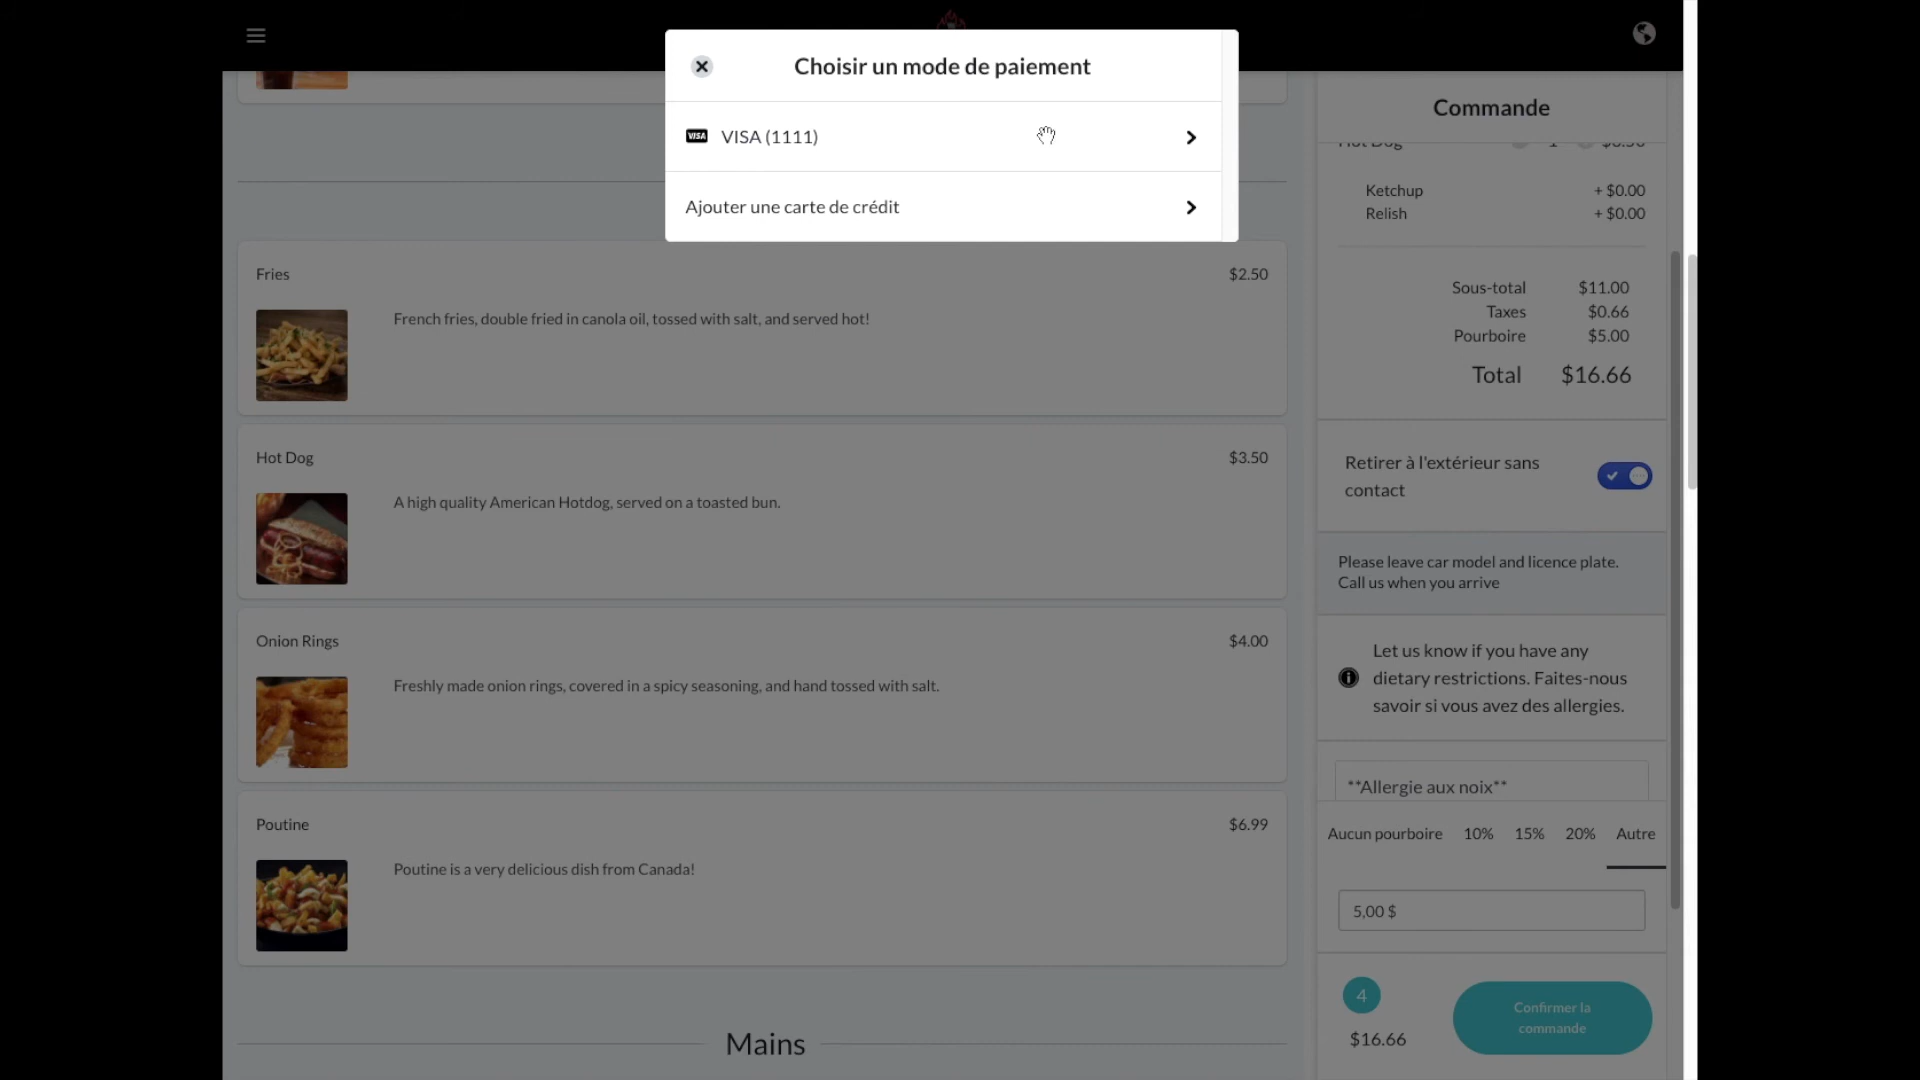 Choisir un mode de paiement
VISA VISA (1111)
Ajouter une carte de crédit
Fries $2.50
French fries, double fried in canola oil, tossed with salt, and served hot!
Hot Dog $3.50
A high quality American Hotdog, served on a toasted bun.
Onion Rings $4.00
Freshly made onion rings, covered in a spicy seasoning, and hand tossed with salt.
Poutine $6.99
Poutine is a very delicious dish from Canada!
Mains
Commande
Hot Dog 1 $3.50
Ketchup + $0.00
Relish + $0.00
Sous-total $11.00
Taxes $0.66
Pourboire $5.00
Total $16.66
Retirer à l'extérieur sans
contact
Please leave car model and licence plate.
Call us when you arrive
Let us know if you have any
dietary restrictions. Faites-nous
savoir si vous avez des allergies.
**Allergie aux noix**
Aucun pourboire 10% 15% 20% Autre
5,00 $
4
$16.66
Confirmer la
commande